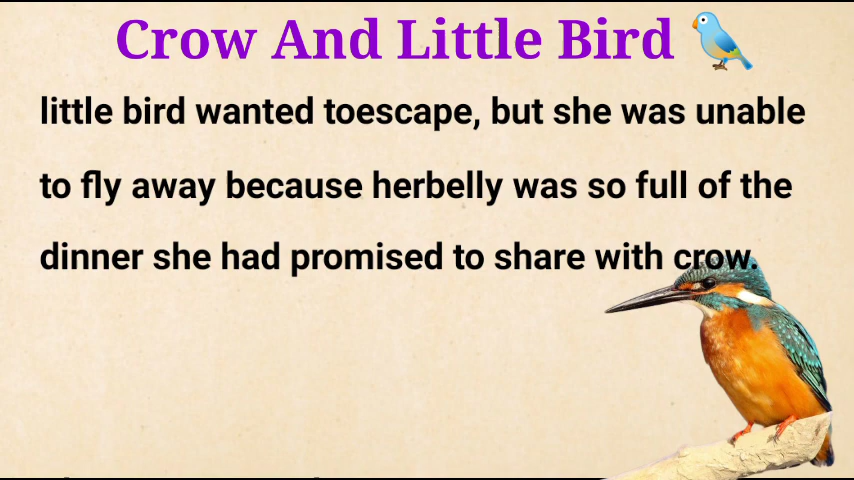 Crow And Little Bird
little bird wanted toescape, but she was unable
to fly away because herbelly was so full of the
dinner she had promised to share with crow.